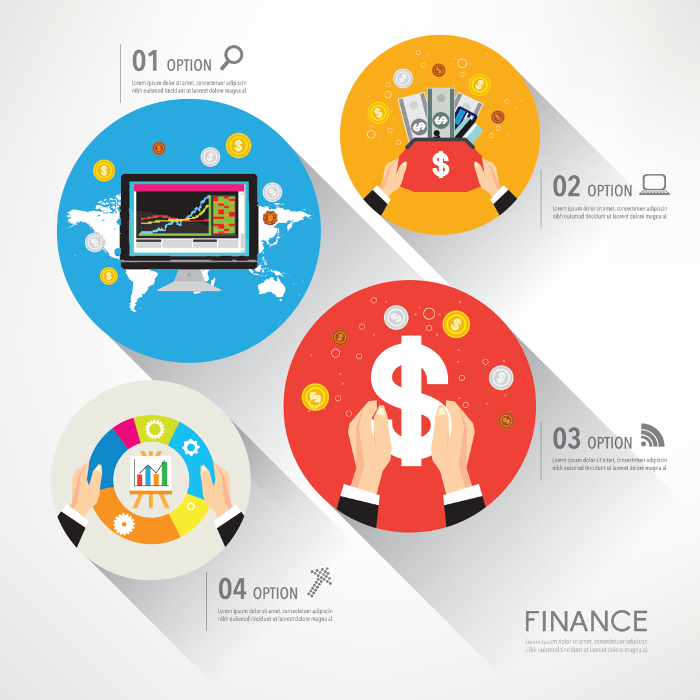 01 OPTION
Lorem ipsum dolor sit amet, consectetuer adipiscin
nibh euismod tincidunt ut laoreet dolore magna al.
02 OPTION
Lorem ipsum dolor sit amet, consectetuer adipiscin
nibh euismod tincidunt ut laoreet dolore magna al.
$
$
03 OPTION
Lorem ipsum dolor sit amet, consectetuer adipiscin
nibh euismod tincidunt ut laoreet dolore magna al.
04 OPTION
Lorem ipsum dolor sit amet, consectetuer adipiscin
nibh euismod tincidunt ut laoreet dolore magna al.
FINANCE
Lorem ipsum dolor sit amet, consectetuer adipiscin
nibh euismod tincidunt ut laoreet dolore magna al.